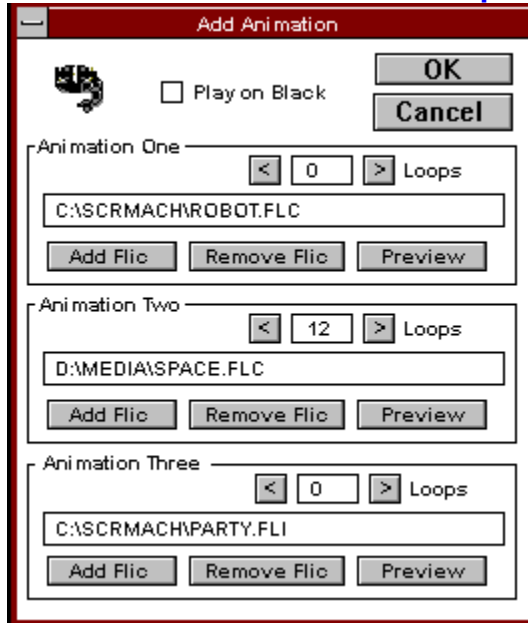 Add Animation
Play on Black
OK
Cancel
Animation One
< 0 > Loops
C:\SCRMACH\ROBOT.FLC
Add Flic Remove Flic Preview
Animation Two
< 12 > Loops
D:\MEDIA\SPACE.FLC
Add Flic Remove Flic Preview
Animation Three
< 0 > Loops
C:\SCRMACH\PARTY.FLI
Add Flic Remove Flic Preview